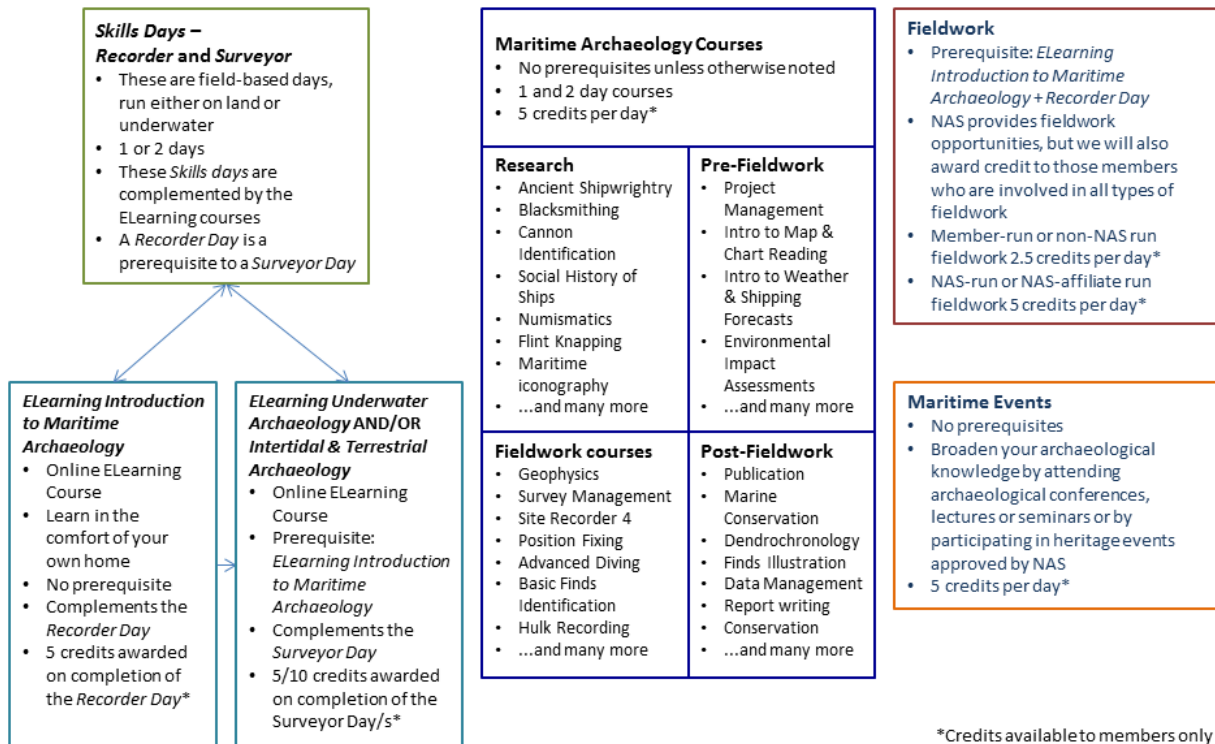 Skills Days –
Recorder and Surveyor
• These are field-based days,
run either on land or
underwater
• 1 or 2 days
• These Skills days are
complemented by the
ELearning courses
• A Recorder Day is a
prerequisite to a Surveyor Day
ELearning Introduction
to Maritime
Archaeology
• Online ELearning
Course
• Learn in the
comfort of your
own home
• No prerequisite
• Complements the
Recorder Day
• 5 credits awarded
on completion of
the Recorder Day*
ELearning Underwater
Archaeology AND/OR
Intertidal & Terrestrial
Archaeology
• Online ELearning
Course
• Prerequisite:
ELearning Introduction
to Maritime
Archaeology
• Complements the
Surveyor Day
• 5/10 credits awarded
on completion of the
Surveyor Day/s*
Maritime Archaeology Courses
• No prerequisites unless otherwise noted
• 1 and 2 day courses
• 5 credits per day*
Research
• Ancient Shipwrightry
• Blacksmithing
• Cannon
Identification
• Social History of
Ships
• Numismatics
• Flint Knapping
• Maritime
iconography
• ...and many more
Pre-Fieldwork
• Project
Management
• Intro to Map &
Chart Reading
• Intro to Weather
& Shipping
Forecasts
• Environmental
Impact
Assessments
• ...and many more
Fieldwork courses
• Geophysics
• Survey Management
• Site Recorder 4
• Position Fixing
• Advanced Diving
• Basic Finds
Identification
• Hulk Recording
• ...and many more
Post-Fieldwork
• Publication
• Marine
Conservation
• Dendrochronology
• Finds Illustration
• Data Management
• Report writing
• Conservation
• ...and many more
Fieldwork
• Prerequisite: ELearning
Introduction to Maritime
Archaeology + Recorder Day
• NAS provides fieldwork
opportunities, but we will also
award credit to those members
who are involved in all types of
fieldwork
• Member-run or non-NAS run
fieldwork 2.5 credits per day*
• NAS-run or NAS-affiliate run
fieldwork 5 credits per day*
Maritime Events
• No prerequisites
• Broaden your archaeological
knowledge by attending
archaeological conferences,
lectures or seminars or by
participating in heritage events
approved by NAS
• 5 credits per day*
*Credits available to members only